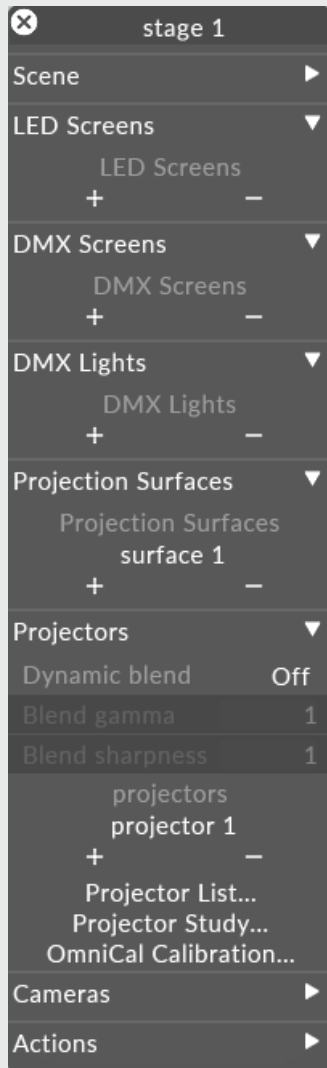 stage 1
Scene
LED Screens
LED Screens
+ −
DMX Screens
DMX Screens
+ −
DMX Lights
DMX Lights
+ −
Projection Surfaces
Projection Surfaces
surface 1
+ −
Projectors
Dynamic blend Off
Blend gamma 1
Blend sharpness 1
projectors
projector 1
+ −
Projector List...
Projector Study...
OmniCal Calibration...
Cameras
Actions